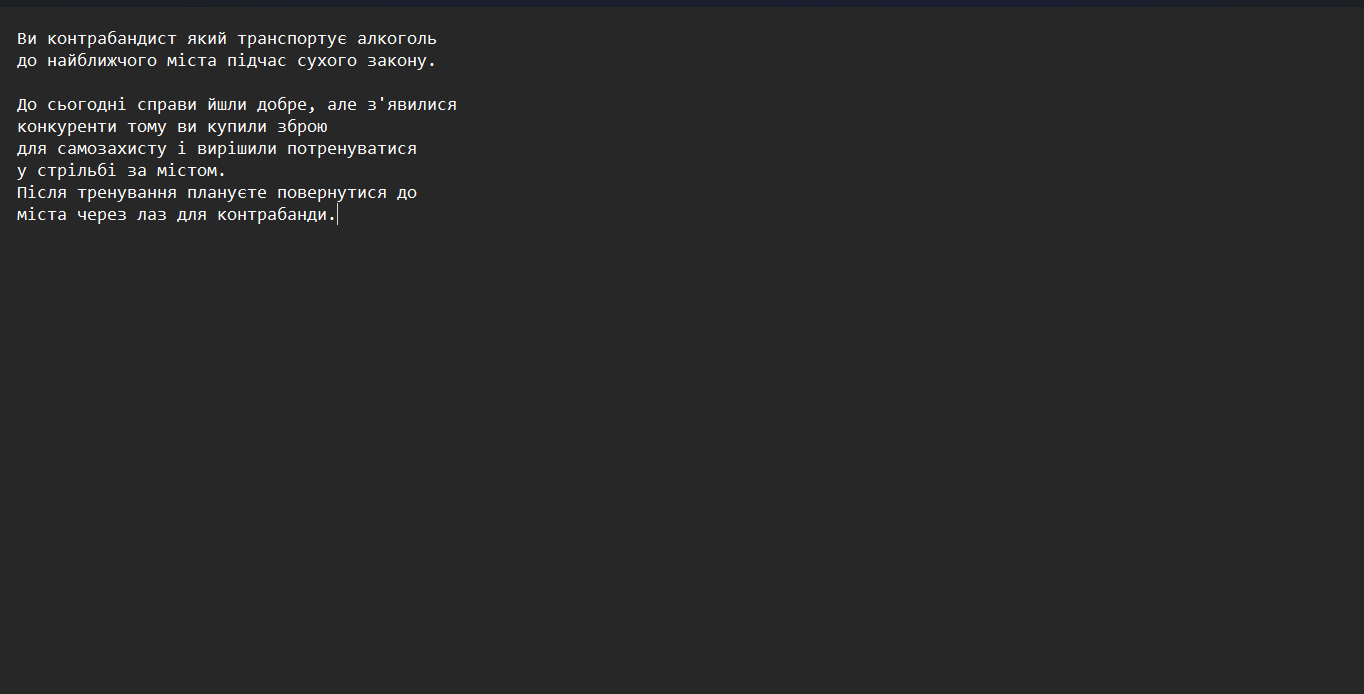 Ви контрабандист який транспортує алкоголь
до найближчого міста підчас сухого закону.
До сьогодні справи йшли добре, але з'явилися
конкуренти тому ви купили зброю
для самозахисту і вирішили потренуватися
у стрільбі за містом.
Після тренування плануєте повернутися до
міста через лаз для контрабанди.